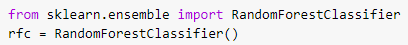 from sklearn.ensemble import RandomForestClassifier
rfc = RandomForestClassifier()